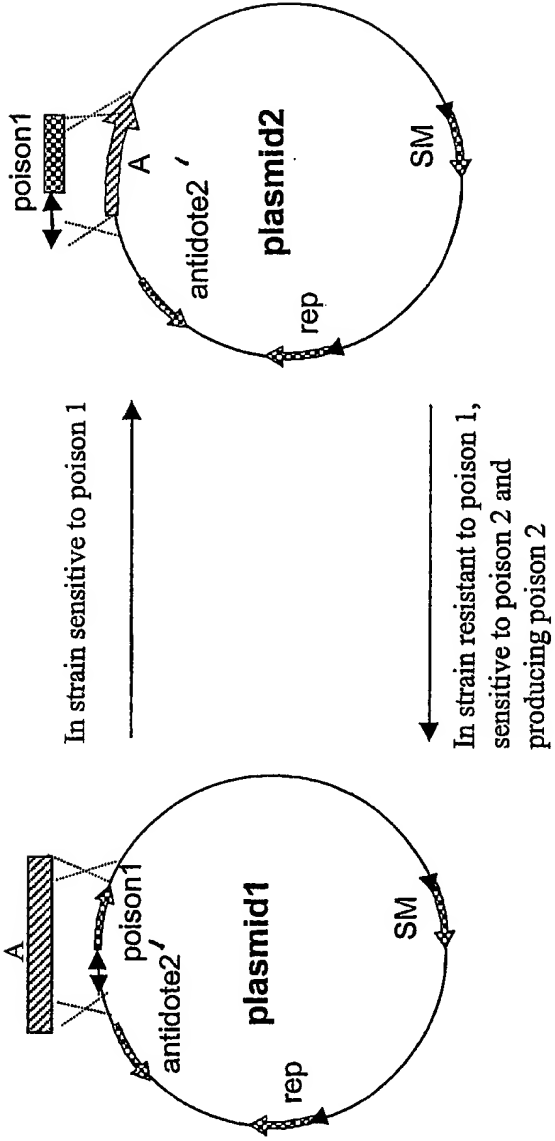 A
poison1
antidote2′
plasmid1
rep
SM
In strain sensitive to poison 1
In strain resistant to poison 1,
sensitive to poison 2 and
producing poison 2
poison1
A
antidote2′
plasmid2
rep
SM